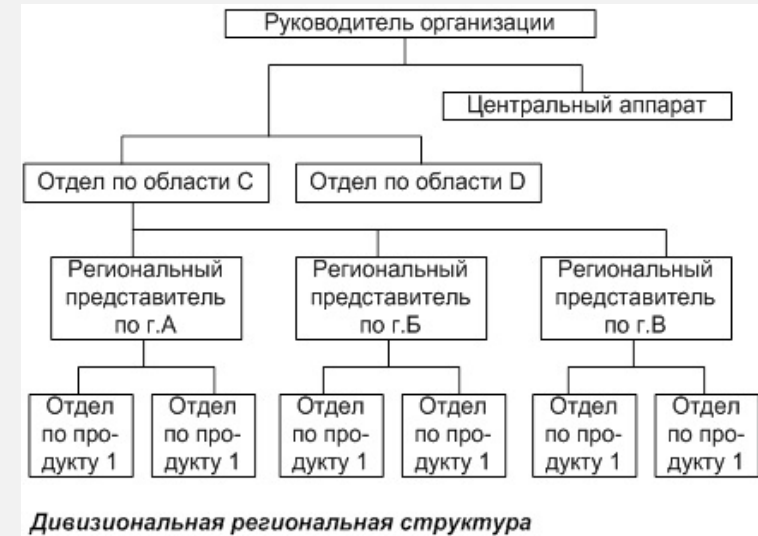 Руководитель организации
Центральный аппарат
Отдел по области C
Отдел по области D
Региональный
представитель
по г.А
Региональный
представитель
по г.Б
Региональный
представитель
по г.В
Отдел
по про-
дукту 1
Отдел
по про-
дукту 1
Отдел
по про-
дукту 1
Отдел
по про-
дукту 1
Отдел
по про-
дукту 1
Отдел
по про-
дукту 1
Дивизиональная региональная структура